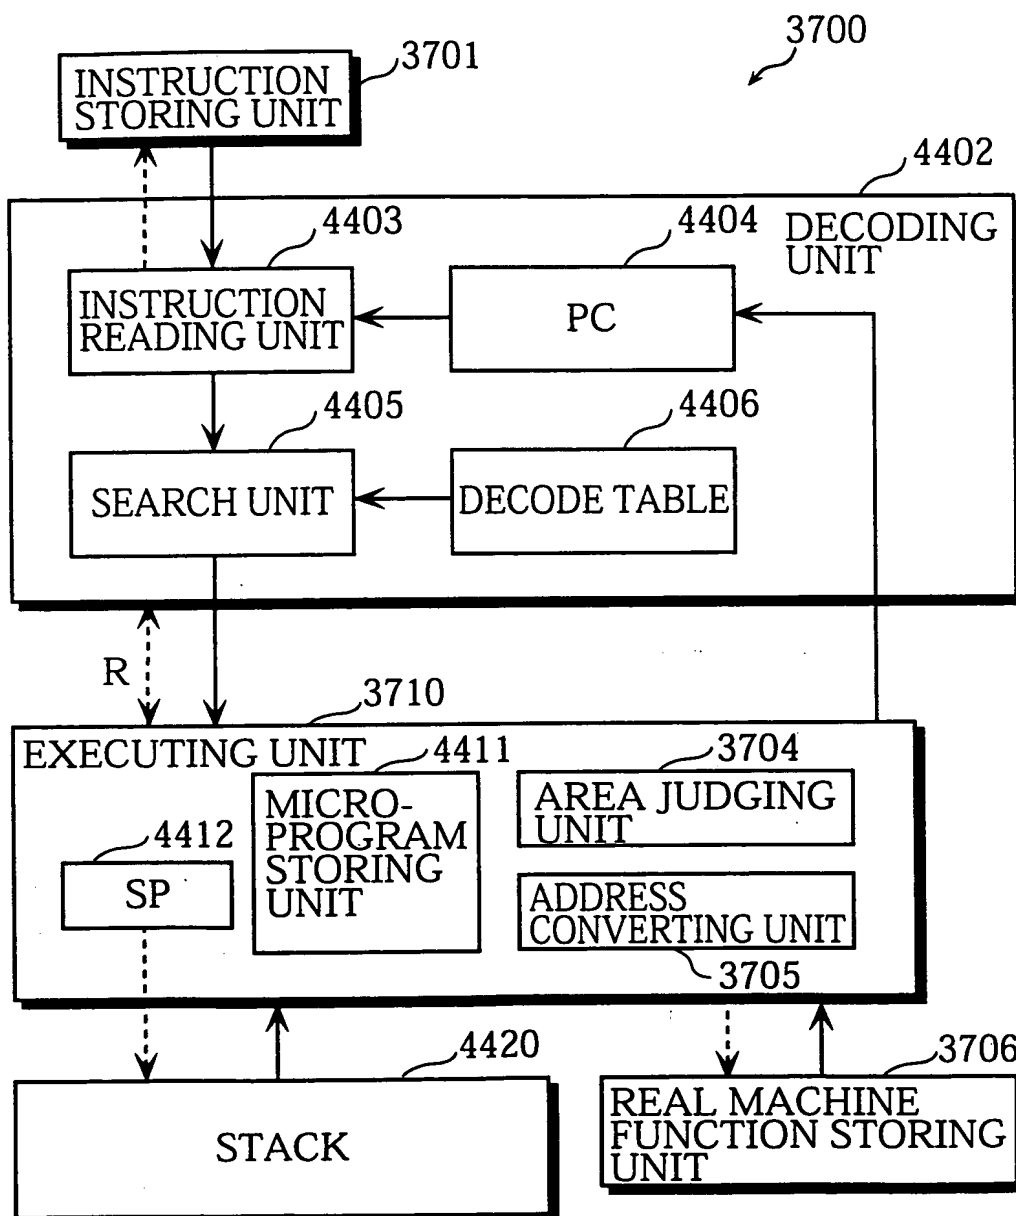 3700
3701
INSTRUCTION
STORING UNIT
4402
DECODING
UNIT
4403
4404
INSTRUCTION
READING UNIT
PC
4405
4406
SEARCH UNIT
DECODE TABLE
R
3710
EXECUTING UNIT
4411
3704
MICRO-
PROGRAM
STORING
UNIT
AREA JUDGING
UNIT
4412
SP
ADDRESS
CONVERTING UNIT
3705
4420
3706
STACK
REAL MACHINE
FUNCTION STORING
UNIT